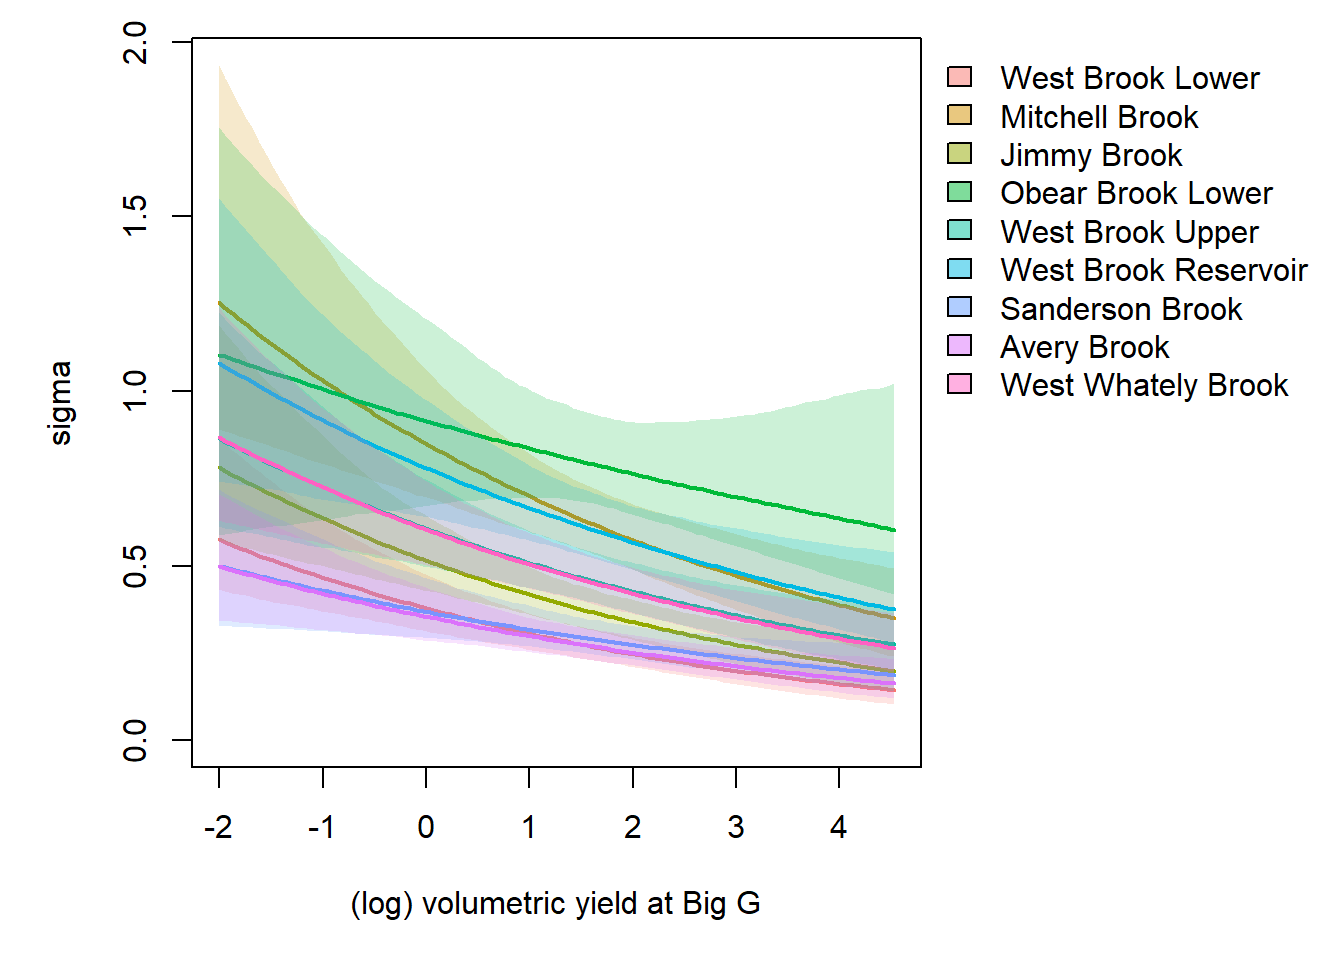 2.0
1.5
1.0
0.5
0.0
sigma
-2 -1 0 1 2 3 4
(log) volumetric yield at Big G
West Brook Lower
Mitchell Brook
Jimmy Brook
Obear Brook Lower
West Brook Upper
West Brook Reservoir
Sanderson Brook
Avery Brook
West Whately Brook